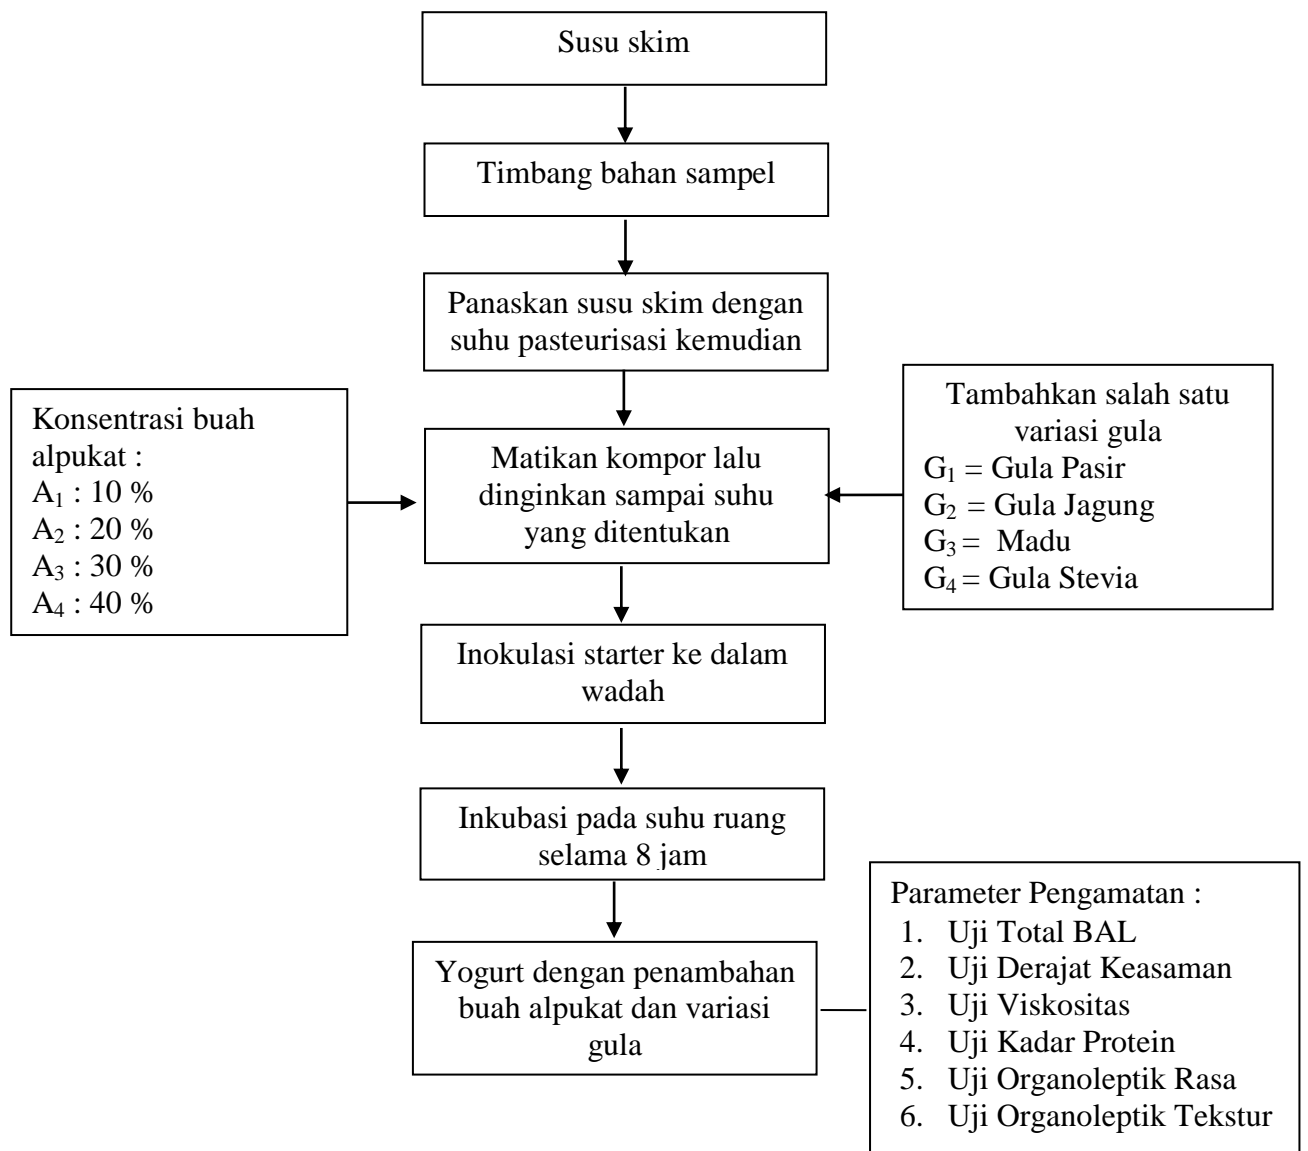 Susu skim
Timbang bahan sampel
Panaskan susu skim dengan
suhu pasteurisasi kemudian
Konsentrasi buah
alpukat :
A₁ : 10 %
A₂ : 20 %
A₃ : 30 %
A₄ : 40 %
Matikan kompor lalu
dinginkan sampai suhu
yang ditentukan
Tambahkan salah satu
variasi gula
G₁ = Gula Pasir
G₂ = Gula Jagung
G₃ = Madu
G₄ = Gula Stevia
Inokulasi starter ke dalam
wadah
Inkubasi pada suhu ruang
selama 8 jam
Yogurt dengan penambahan
buah alpukat dan variasi
gula
Parameter Pengamatan :
1. Uji Total BAL
2. Uji Derajat Keasaman
3. Uji Viskositas
4. Uji Kadar Protein
5. Uji Organoleptik Rasa
6. Uji Organoleptik Tekstur